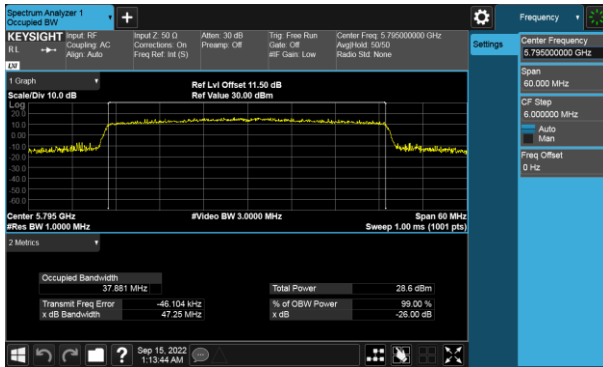 Spectrum Analyzer 1
Occupied BW
+
Frequency
KEYSIGHT
R L
Input: RF
Coupling: AC
Align: Auto
Input Z: 50 Ω
Corrections: On
Freq Ref: Int (S)
Atten: 30 dB
Preamp: Off
Trig: Free Run
Gate: Off
#IF Gain: Low
Center Freq: 5.795000000 GHz
Avg|Hold: 50/50
Radio Std: None
Settings
Center Frequency
5.795000000 GHz
Span
60.000 MHz
CF Step
6.000000 MHz
Auto
Man
Freq Offset
0 Hz
1 Graph
Scale/Div 10.0 dB
Ref Lvl Offset 11.50 dB
Ref Value 30.00 dBm
Log
20.0
10.0
0.00
-10.0
-20.0
-30.0
-40.0
-50.0
-60.0
Center 5.795 GHz
#Res BW 1.0000 MHz
#Video BW 3.0000 MHz
Span 60 MHz
Sweep 1.00 ms (1001 pts)
2 Metrics
Occupied Bandwidth
37.881 MHz
Total Power 28.6 dBm
Transmit Freq Error -46.104 kHz
% of OBW Power 99.00 %
x dB Bandwidth 47.25 MHz
x dB -26.00 dB
?
Sep 15, 2022
1:13:44 AM